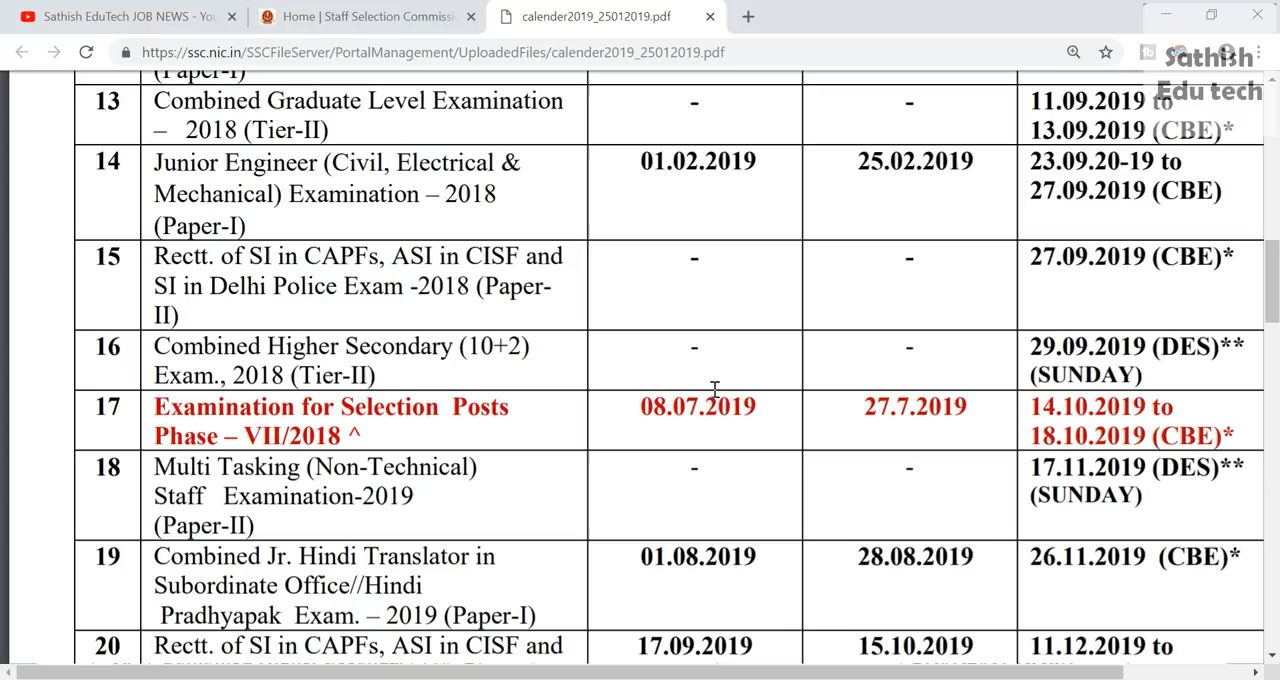 Sathish EduTech JOB NEWS - You
Home | Staff Selection Commissi
calender2019_25012019.pdf
https://ssc.nic.in/SSCFileServer/PortalManagement/UploadedFiles/calender2019_25012019.pdf
Sathish
Edu tech
(Paper-I)
13 Combined Graduate Level Examination - - 11.09.2019 to
– 2018 (Tier-II) 13.09.2019 (CBE)*
14 Junior Engineer (Civil, Electrical & 01.02.2019 25.02.2019 23.09.20-19 to
Mechanical) Examination – 2018 27.09.2019 (CBE)
(Paper-I)
15 Rectt. of SI in CAPFs, ASI in CISF and - - 27.09.2019 (CBE)*
SI in Delhi Police Exam -2018 (Paper-
II)
16 Combined Higher Secondary (10+2) - - 29.09.2019 (DES)**
Exam., 2018 (Tier-II) (SUNDAY)
17 Examination for Selection Posts 08.07.2019 27.7.2019 14.10.2019 to
Phase – VII/2018 ^ 18.10.2019 (CBE)*
18 Multi Tasking (Non-Technical) - - 17.11.2019 (DES)**
Staff Examination-2019 (SUNDAY)
(Paper-II)
19 Combined Jr. Hindi Translator in 01.08.2019 28.08.2019 26.11.2019 (CBE)*
Subordinate Office//Hindi
Pradhyapak Exam. – 2019 (Paper-I)
20 Rectt. of SI in CAPFs, ASI in CISF and 17.09.2019 15.10.2019 11.12.2019 to